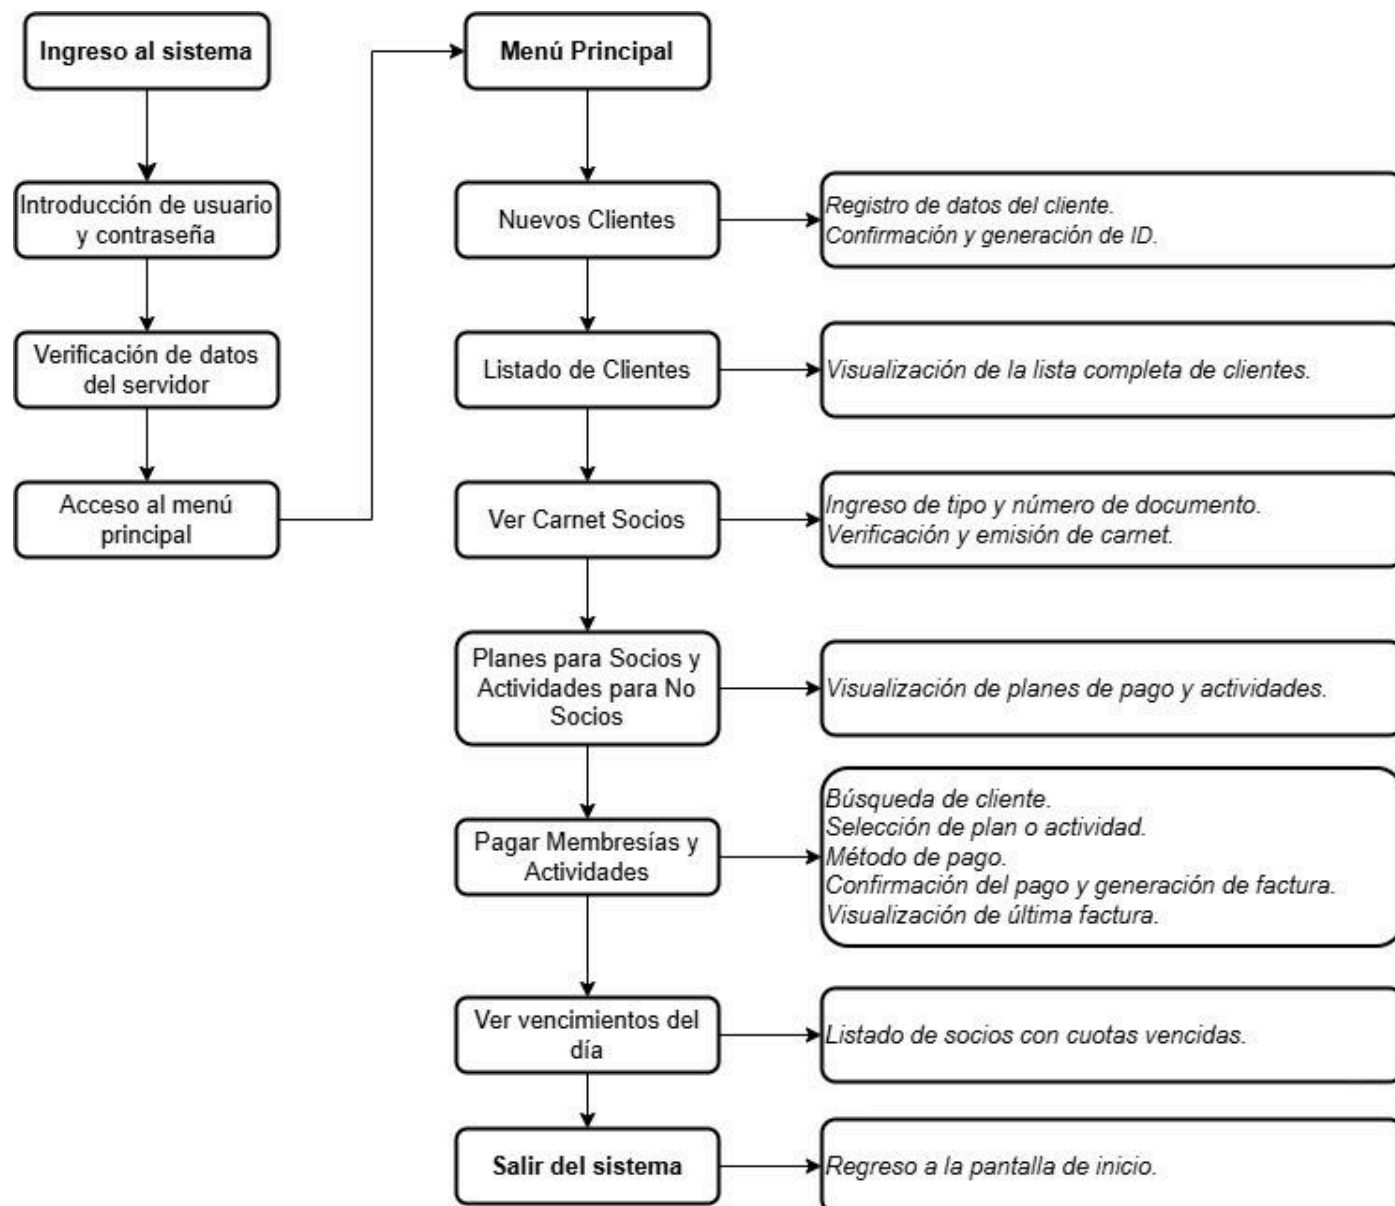 Ingreso al sistema
Introducción de usuario
y contraseña
Verificación de datos
del servidor
Acceso al menú
principal
Menú Principal
Nuevos Clientes
Registro de datos del cliente.
Confirmación y generación de ID.
Listado de Clientes
Visualización de la lista completa de clientes.
Ver Carnet Socios
Ingreso de tipo y número de documento.
Verificación y emisión de carnet.
Planes para Socios y
Actividades para No
Socios
Visualización de planes de pago y actividades.
Pagar Membresías y
Actividades
Búsqueda de cliente.
Selección de plan o actividad.
Método de pago.
Confirmación del pago y generación de factura.
Visualización de última factura.
Ver vencimientos del
día
Listado de socios con cuotas vencidas.
Salir del sistema
Regreso a la pantalla de inicio.